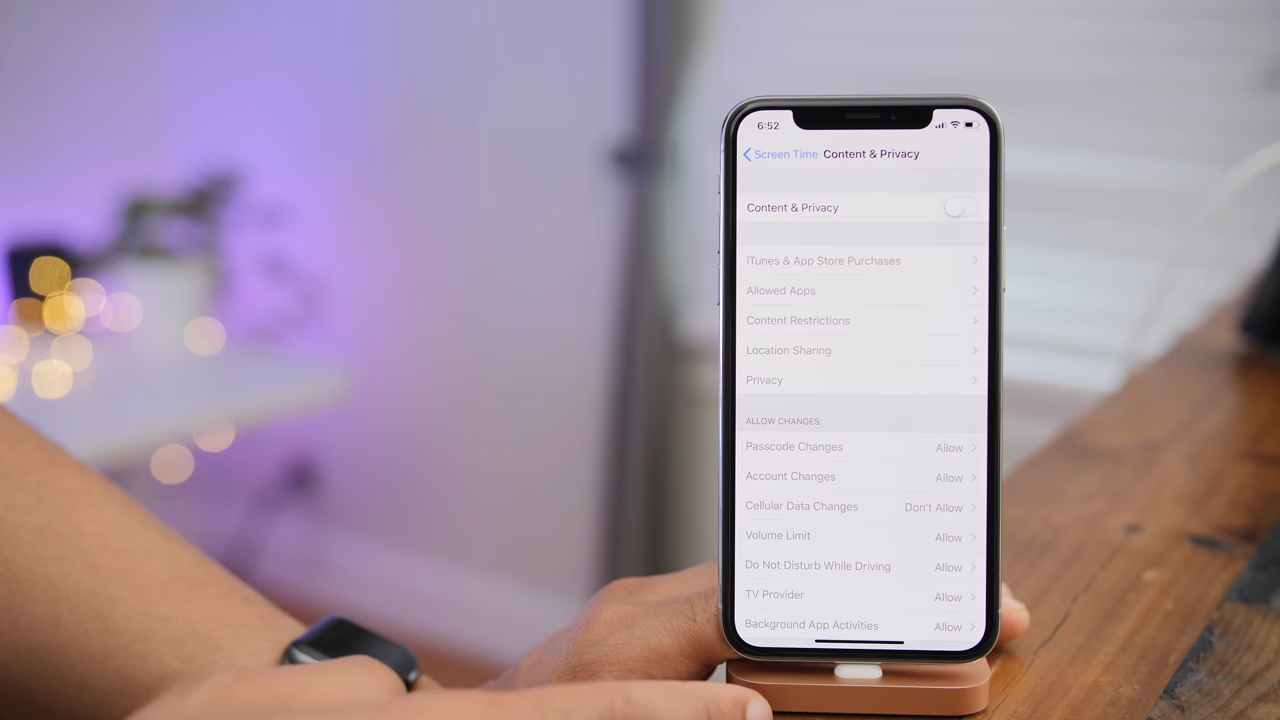 6:52
Screen Time Content & Privacy
Content & Privacy
iTunes & App Store Purchases
Allowed Apps
Content Restrictions
Location Sharing
Privacy
ALLOW CHANGES:
Passcode Changes Allow
Account Changes Allow
Cellular Data Changes Don't Allow
Volume Limit Allow
Do Not Disturb While Driving Allow
TV Provider Allow
Background App Activities Allow